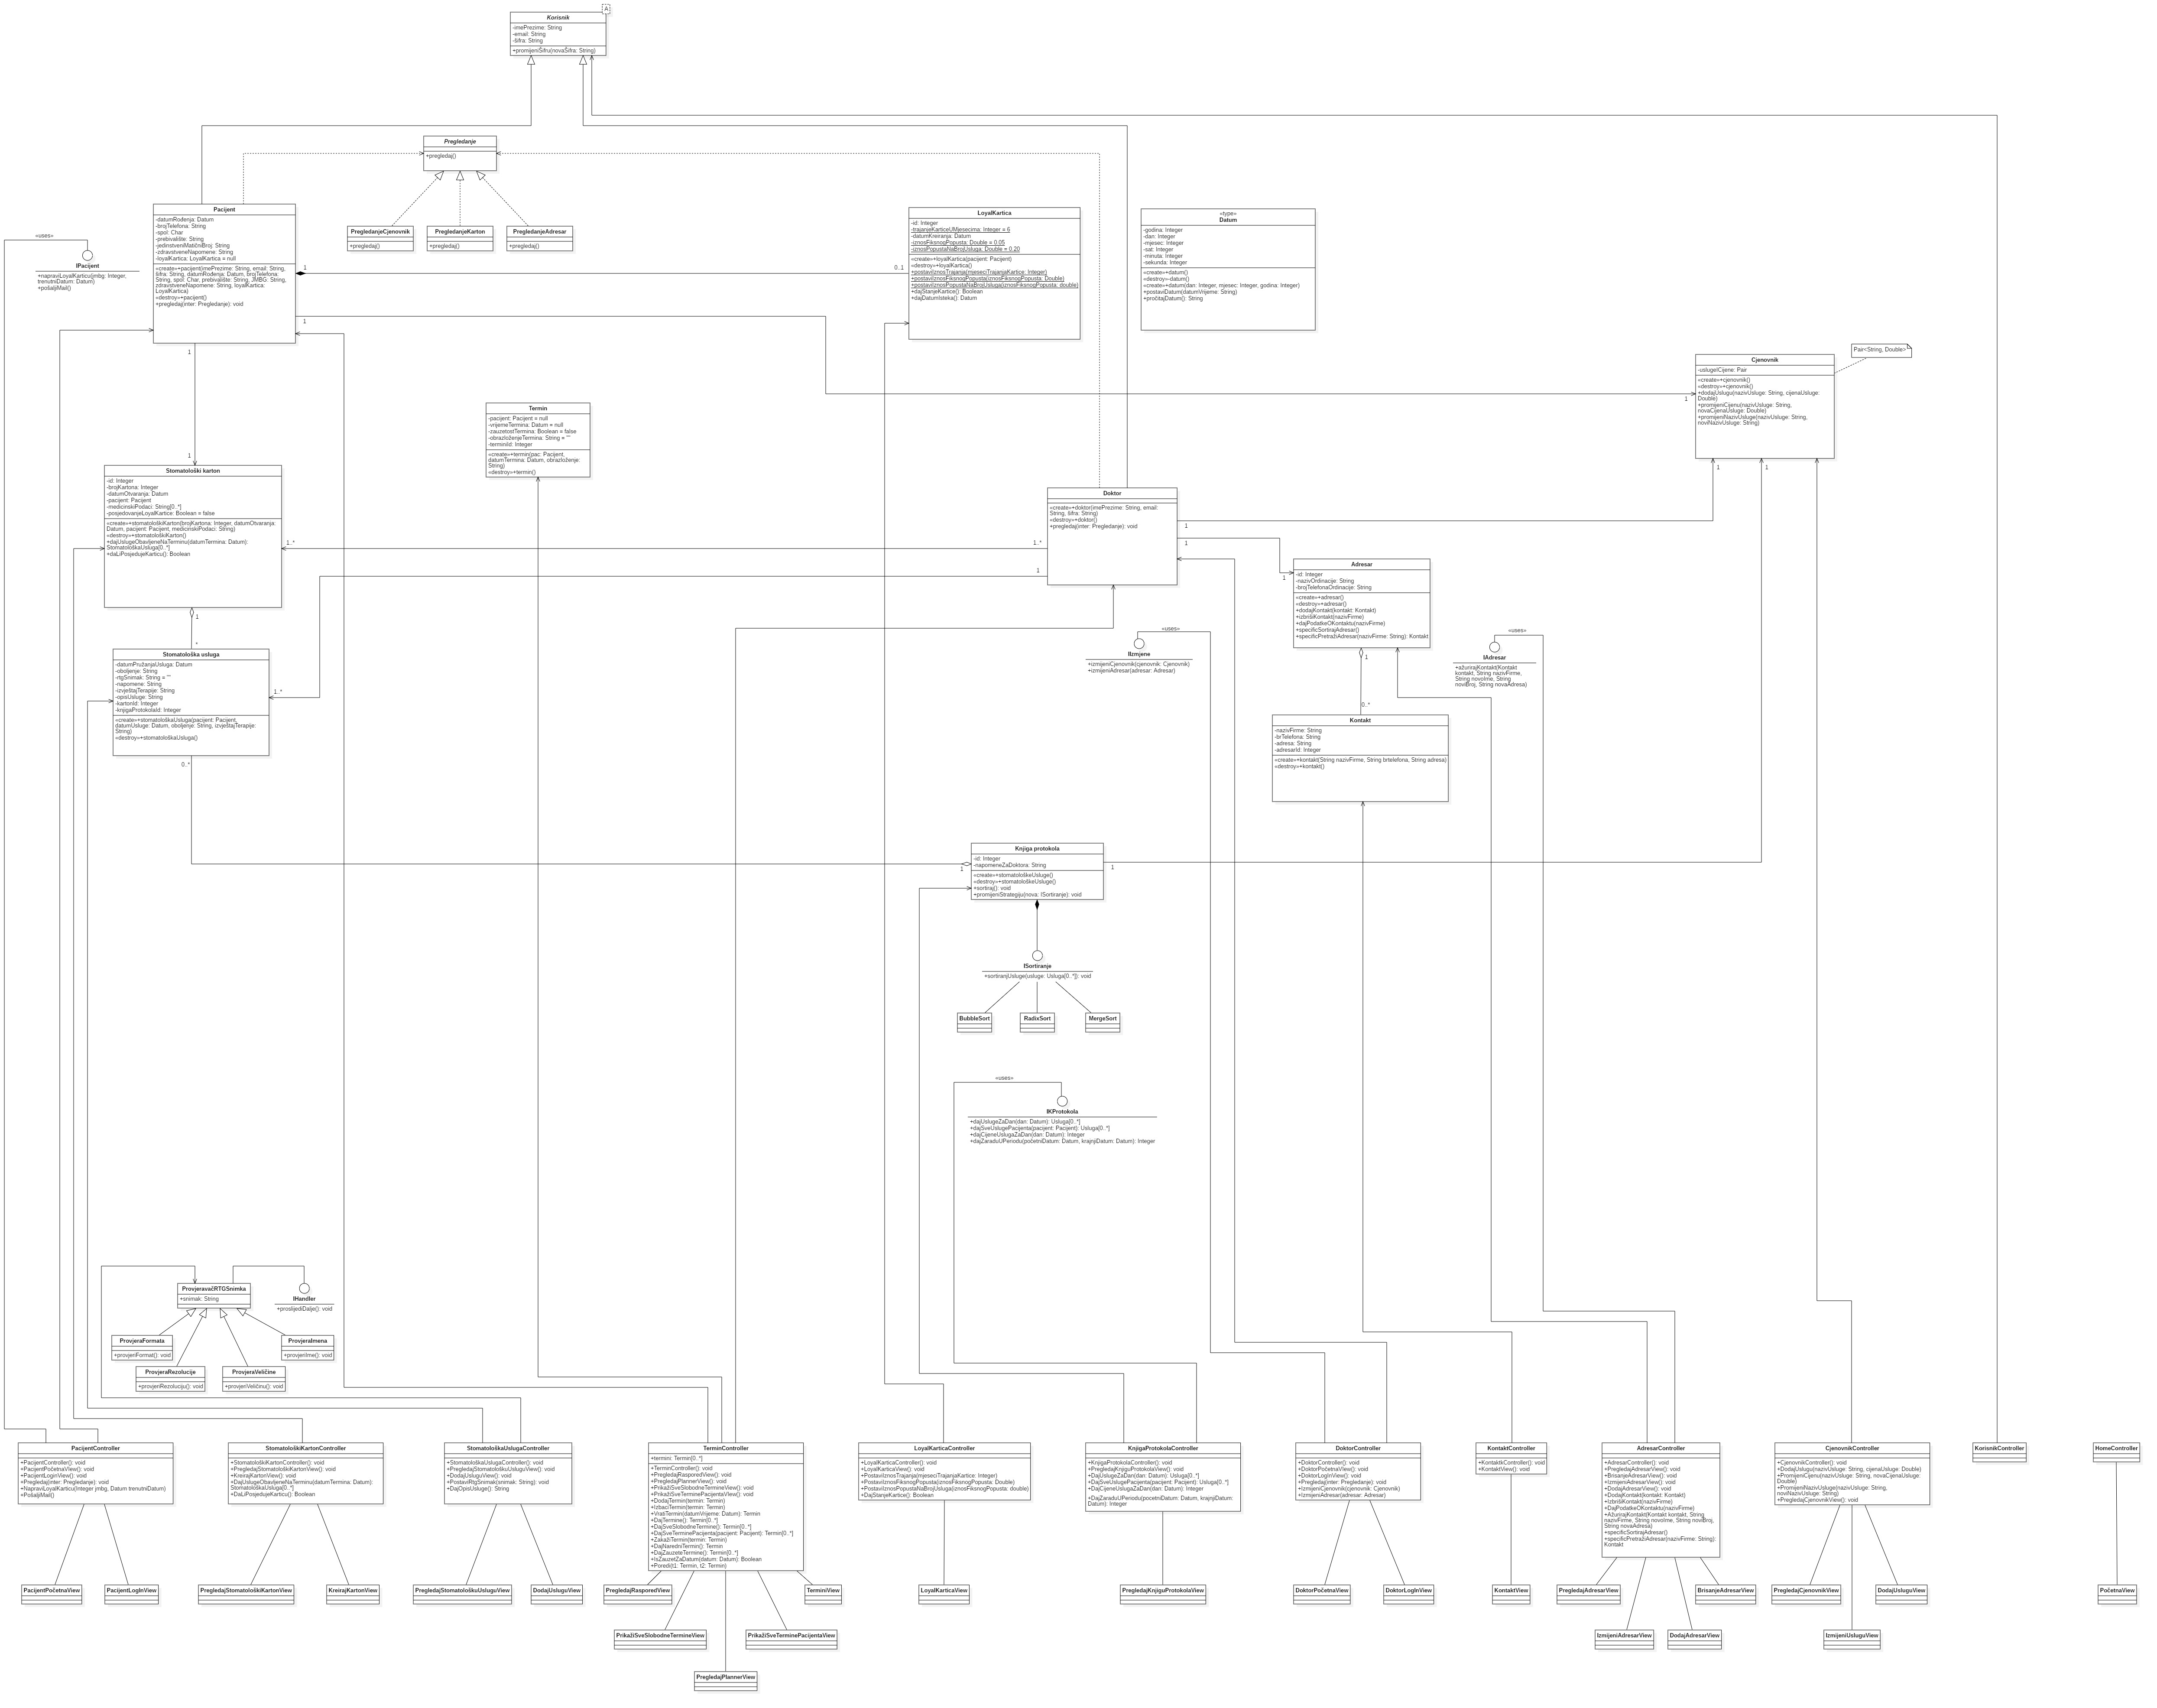 Korisnik
A
-imePrezime: String
-email: String
-šifra: String
+promijeniŠifru(novaŠifra: String)
Pregledanje
+pregledaj()
PregledanjeCjenovnik
+pregledaj()
PregledanjeKarton
+pregledaj()
PregledanjeAdresar
+pregledaj()
«uses»
IPacijent
+napraviLoyalKarticu(jmbg: Integer,
trenutniDatum: Datum)
+pošaljiMail()
Pacijent
-datumRođenja: Datum
-brojTelefona: String
-spol: Char
-prebivalište: String
-jedinstveniMatičniBroj: String
-zdravstveneNapomene: String
-loyalKartica: LoyalKartica = null
«create»+pacijent(imePrezime: String, email: String,
šifra: String, datumRođenja: Datum, brojTelefona:
String, spol: Char, prebivalište: String, JMBG: String,
zdravstveneNapomene: String, loyalKartica:
LoyalKartica)
«destroy»+pacijent()
+pregledaj(inter: Pregledanje): void
1
0..1
1
1
LoyalKartica
-id: Integer
-trajanjeKarticeUMjesecima: Integer = 6
-datumKreiranja: Datum
-iznosFiksnogPopusta: Double = 0.05
-iznosPopustaNaBrojUsluga: Double = 0.20
«create»+loyalKartica(pacijent: Pacijent)
«destroy»+loyalKartica()
+postaviIznosTrajanja(mjeseciTrajanjaKartice: Integer)
+postaviIznosFiksnogPopusta(iznosFiksnogPopusta: Double)
+postaviIznosPopustaNaBrojUsluga(iznosFiksnogPopusta: double)
+dajStanjeKartice(): Boolean
+dajDatumIsteka(): Datum
«type»
Datum
-godina: Integer
-dan: Integer
-mjesec: Integer
-sat: Integer
-minuta: Integer
-sekunda: Integer
«create»+datum()
«destroy»-datum()
«create»+datum(dan: Integer, mjesec: Integer, godina: Integer)
+postaviDatum(datumVrijeme: String)
+pročitajDatum(): String
Pair<String, Double>
Cjenovnik
-uslugeICijene: Pair
«create»+cjenovnik()
«destroy»+cjenovnik()
+dodajUslugu(nazivUsluge: String, cijenaUsluge:
Double)
+promijeniCijenu(nazivUsluge: String,
novaCijenaUsluge: Double)
+promijeniNazivUsluge(nazivUsluge: String,
noviNazivUsluge: String)
1
1
1
Termin
-pacijent: Pacijent = null
-vrijemeTermina: Datum = null
-zauzetostTermina: Boolean = false
-obrazloženjeTermina: String = ""
-terminId: Integer
«create»+termin(pac: Pacijent,
datumTermina: Datum, obrazloženje:
String)
«destroy»+termin()
1
Stomatološki karton
-id: Integer
-brojKartona: Integer
-datumOtvaranja: Datum
-pacijent: Pacijent
-medicinskiPodaci: String[0..*]
-posjedovanjeLoyalKartice: Boolean = false
«create»+stomatološkiKarton(brojKartona: Integer, datumOtvaranja:
Datum, pacijent: Pacijent, medicinskiPodaci: String)
«destroy»+stomatološkiKarton()
+dajUslugeObavljeneNaTerminu(datumTermina: Datum):
StomatološkaUsluga[0..*]
+daLiPosjedujeKarticu(): Boolean
1..*
1..*
1
1
*
Doktor
«create»+doktor(imePrezime: String, email:
String, šifra: String)
«destroy»+doktor()
+pregledaj(inter: Pregledanje): void
1
1
1
Adresar
-id: Integer
-nazivOrdinacije: String
-brojTelefonaOrdinacije: String
«create»+adresar()
«destroy»+adresar()
+dodajKontakt(kontakt: Kontakt)
+izbrišiKontakt(nazivFirme)
+dajPodatkeOKontaktu(nazivFirme)
+specificSortirajAdresar()
+specificPretražiAdresar(nazivFirme: String): Kontakt
1
0..*
«uses»
IIzmjene
+izmijeniCjenovnik(cjenovnik: Cjenovnik)
+izmijeniAdresar(adresar: Adresar)
«uses»
IAdresar
+ažurirajKontakt(Kontakt
kontakt, String nazivFirme,
String novoIme, String
noviBroj, String novaAdresa)
Stomatološka usluga
-datumPružanjaUsluga: Datum
-oboljenje: String
-rtgSnimak: String = ""
-napomene: String
-izvještajTerapije: String
-opisUsluge: String
-kartonId: Integer
-knjigaProtokolaId: Integer
«create»+stomatološkaUsluga(pacijent: Pacijent,
datumUsluge: Datum, oboljenje: String, izvještajTerapije:
String)
«destroy»+stomatološkaUsluga()
1..*
0..*
Kontakt
-nazivFirme: String
-brTelefona: String
-adresa: String
-adresarId: Integer
«create»+kontakt(String nazivFirme, String brtelefona, String adresa)
«destroy»+kontakt()
Knjiga protokola
-id: Integer
-napomeneZaDoktora: String
«create»+stomatološkeUsluge()
«destroy»+stomatološkeUsluge()
+sortiraj(): void
+promjeniStrategiju(nova: ISortiranje): void
1
1
ISortiranje
+sortiranjUsluge(usluge: Usluga[0..*]): void
BubbleSort
RadixSort
MergeSort
«uses»
IKProtokola
+dajUslugeZaDan(dan: Datum): Usluga[0..*]
+dajSveUslugePacijenta(pacijent: Pacijent): Usluga[0..*]
+dajCijeneUslugaZaDan(dan: Datum): Integer
+dajZaraduUPeriodu(početniDatum: Datum, krajnjiDatum: Datum): Integer
ProvjeravačRTGSnimka
+snimak: String
IHandler
+proslijediDalje(): void
ProvjeraFormata
+provjeriFormat(): void
ProvjeraImena
+provjeriIme(): void
ProvjeraRezolucije
+provjeriRezoluciju(): void
ProvjeraVeličine
+provjeriVeličinu(): void
PacijentController
+PacijentController(): void
+PacijentPočetnaView(): void
+PacijentLoginView(): void
+Pregledaj(inter: Pregledanje): void
+NapraviLoyalKarticu(Integer jmbg, Datum trenutniDatum)
+PošaljiMail()
StomatološkiKartonController
+StomatološkiKartonController(): void
+PregledajStomatološkiKartonView(): void
+KreirajKartonView(): void
+DajUslugeObavljeneNaTerminu(datumTermina: Datum):
StomatološkaUsluga[0..*]
+DaLiPosjedujeKarticu(): Boolean
StomatološkaUslugaController
+StomatološkaUslugaController(): void
+PregledajStomatološkuUsluguView(): void
+DodajUsluguView(): void
+PostaviRtgSnimak(snimak: String): void
+DajOpisUsluge(): String
TerminController
+termini: Termin[0..*]
+TerminController(): void
+PregledajRasporedView(): void
+PregledajPlannerView(): void
+PrikažiSveSlobodneTermineView(): void
+PrikažiSveTerminePacijentaView(): void
+DodajTermin(termin: Termin)
+IzbaciTermin(termin: Termin)
+VratiTermin(datumVrijeme: Datum): Termin
+DajTermine(): Termin[0..*]
+DajSveSlobodneTermine(): Termin[0..*]
+DajSveTerminePacijenta(pacijent: Pacijent): Termin[0..*]
+ZakažiTermin(termin: Termin)
+DajNaredniTermin(): Termin
+DajZauzeteTermine(): Termin[0..*]
+IsZauzetZaDatum(datum: Datum): Boolean
+Poredi(t1: Termin, t2: Termin)
LoyalKarticaController
+LoyalKarticaController(): void
+LoyalKarticaView(): void
+PostaviIznosTrajanja(mjeseciTrajanjaKartice: Integer)
+PostaviIznosFiksnogPopusta(iznosFiksnogPopusta: Double)
+PostaviIznosPopustaNaBrojUsluga(iznosFiksnogPopusta: double)
+DajStanjeKartice(): Boolean
KnjigaProtokolaController
+KnjigaProtokolaController(): void
+PregledajKnjiguProtokolaView(): void
+DajUslugeZaDan(dan: Datum): Usluga[0..*]
+DajSveUslugePacijenta(pacijent: Pacijent): Usluga[0..*]
+DajCijeneUslugaZaDan(dan: Datum): Integer
+DajZaraduUPeriodu(pocetniDatum: Datum, krajnjiDatum:
Datum): Integer
DoktorController
+DoktorController(): void
+DoktorPočetnaView(): void
+DoktorLogInView(): void
+Pregledaj(inter: Pregledanje): void
+IzmijeniCjenovnik(cjenovnik: Cjenovnik)
+IzmijeniAdresar(adresar: Adresar)
KontaktController
+KontaktikController(): void
+KontaktView(): void
AdresarController
+AdresarController(): void
+PregledajAdresarView(): void
+BrisanjeAdresarView(): void
+IzmijeniAdresarView(): void
+DodajAdresarView(): void
+DodajKontakt(kontakt: Kontakt)
+IzbrišiKontakt(nazivFirme)
+DajPodatkeOKontakt(nazivFirme)
+AžurirajKontakt(Kontakt kontakt, String
nazivFirme, String novoIme, String noviBroj,
String novaAdresa)
+specificSortirajAdresar()
+specificPretražiAdresar(nazivFirme: String):
Kontakt
CjenovnikController
+CjenovnikController(): void
+DodajUslugu(nazivUsluge: String, cijenaUsluge: Double)
+PromijeniCijenu(nazivUsluge: String, novaCijenaUsluge:
Double)
+PromijeniNazivUsluge(nazivUsluge: String,
noviNazivUsluge: String)
+PregledajCjenovnikView(): void
KorisnikController
HomeController
PacijentPočetnaView
PacijentLogInView
PregledajStomatološkiKartonView
KreirajKartonView
PregledajStomatološkuUsluguView
DodajUsluguView
PregledajRasporedView
TerminiView
LoyalKarticaView
PregledajKnjiguProtokolaView
DoktorPočetnaView
DoktorLogInView
KontaktView
PregledajAdresarView
BrisanjeAdresarView
PregledajCjenovnikView
DodajUsluguView
PočetnaView
PrikažiSveSlobodneTermineView
PrikažiSveTerminePacijentaView
IzmijeniAdresarView
DodajAdresarView
IzmijeniUsluguView
PregledajPlannerView